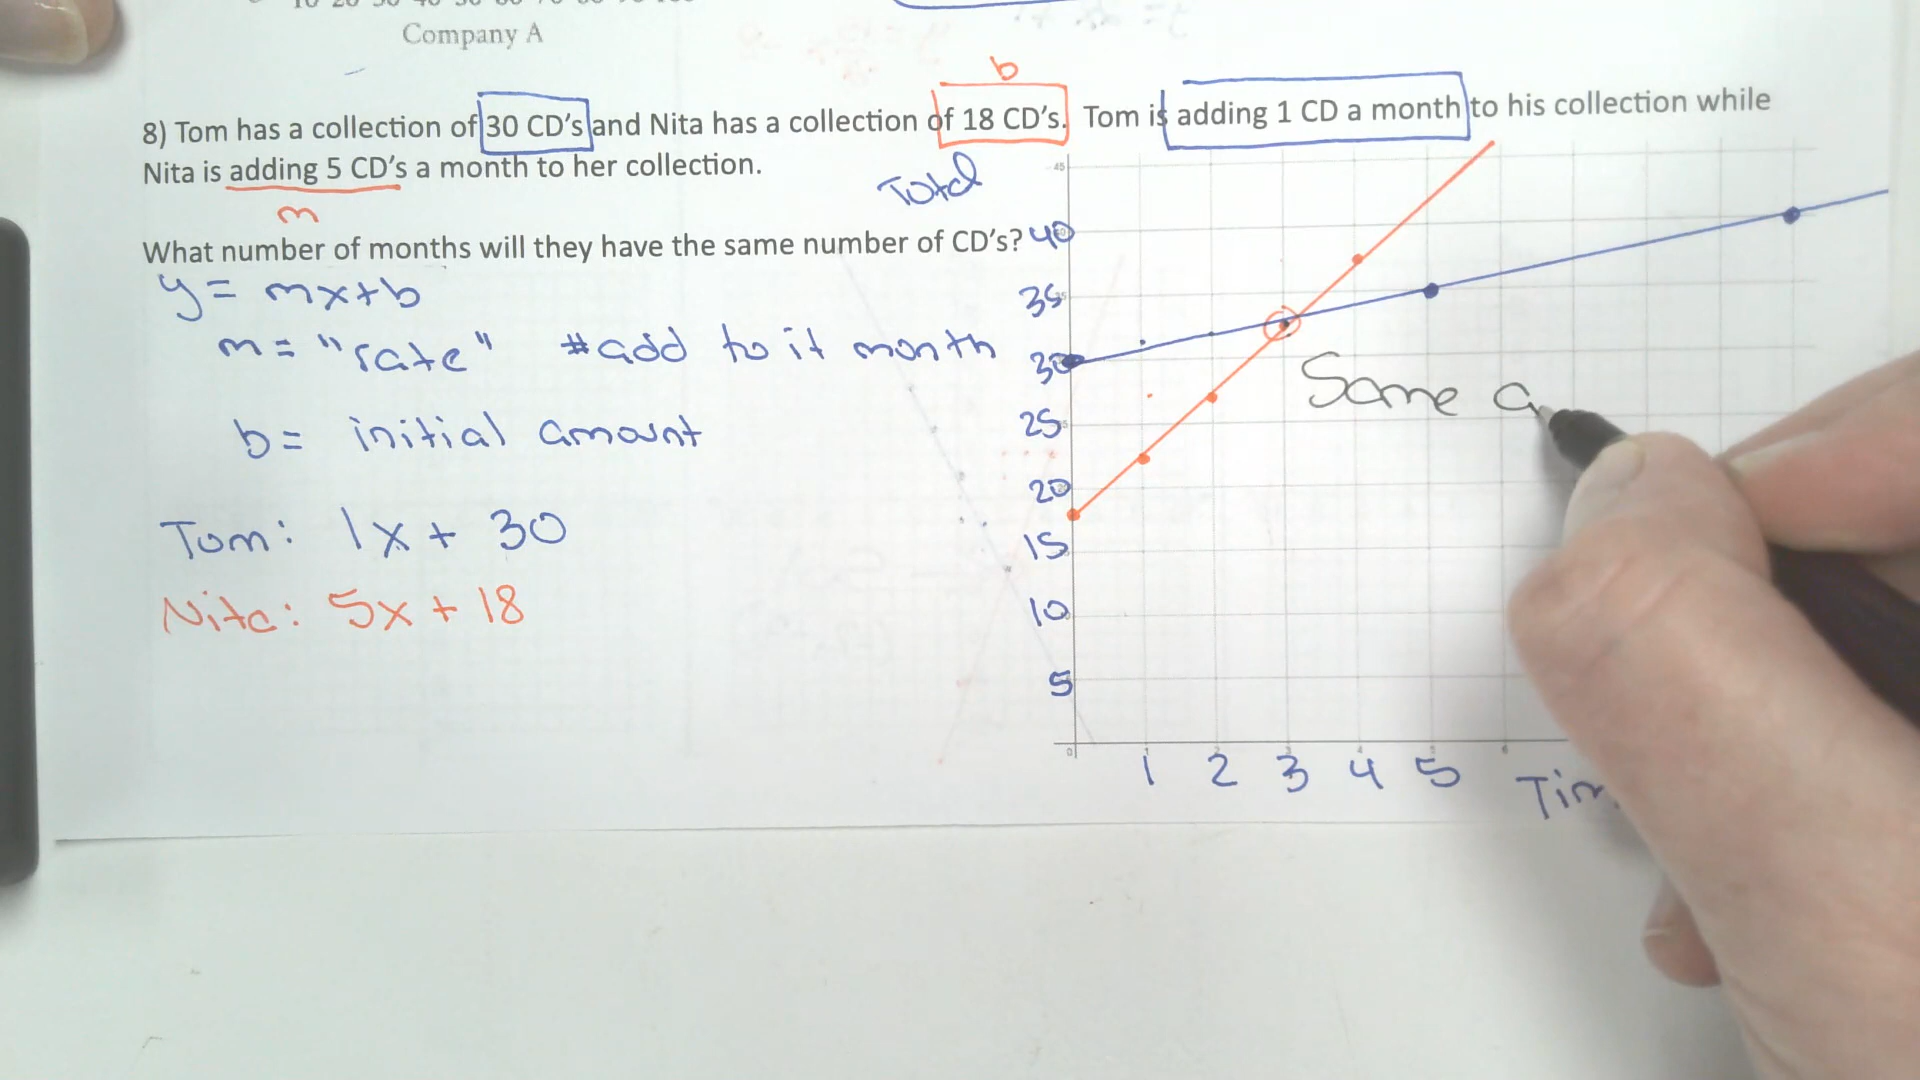 Company A
b
8) Tom has a collection of 30 CD's and Nita has a collection of 18 CD's. Tom is adding 1 CD a month to his collection while
Nita is adding 5 CD's a month to her collection.
m
What number of months will they have the same number of CD's?
y = mx+b
m = "rate" #add to it month
b = initial amount
Tom: 1x + 30
Nita: 5x + 18
Total
45
40
35
30
25
20
15
10
5
0
1 2 3 4 5 6
Same a